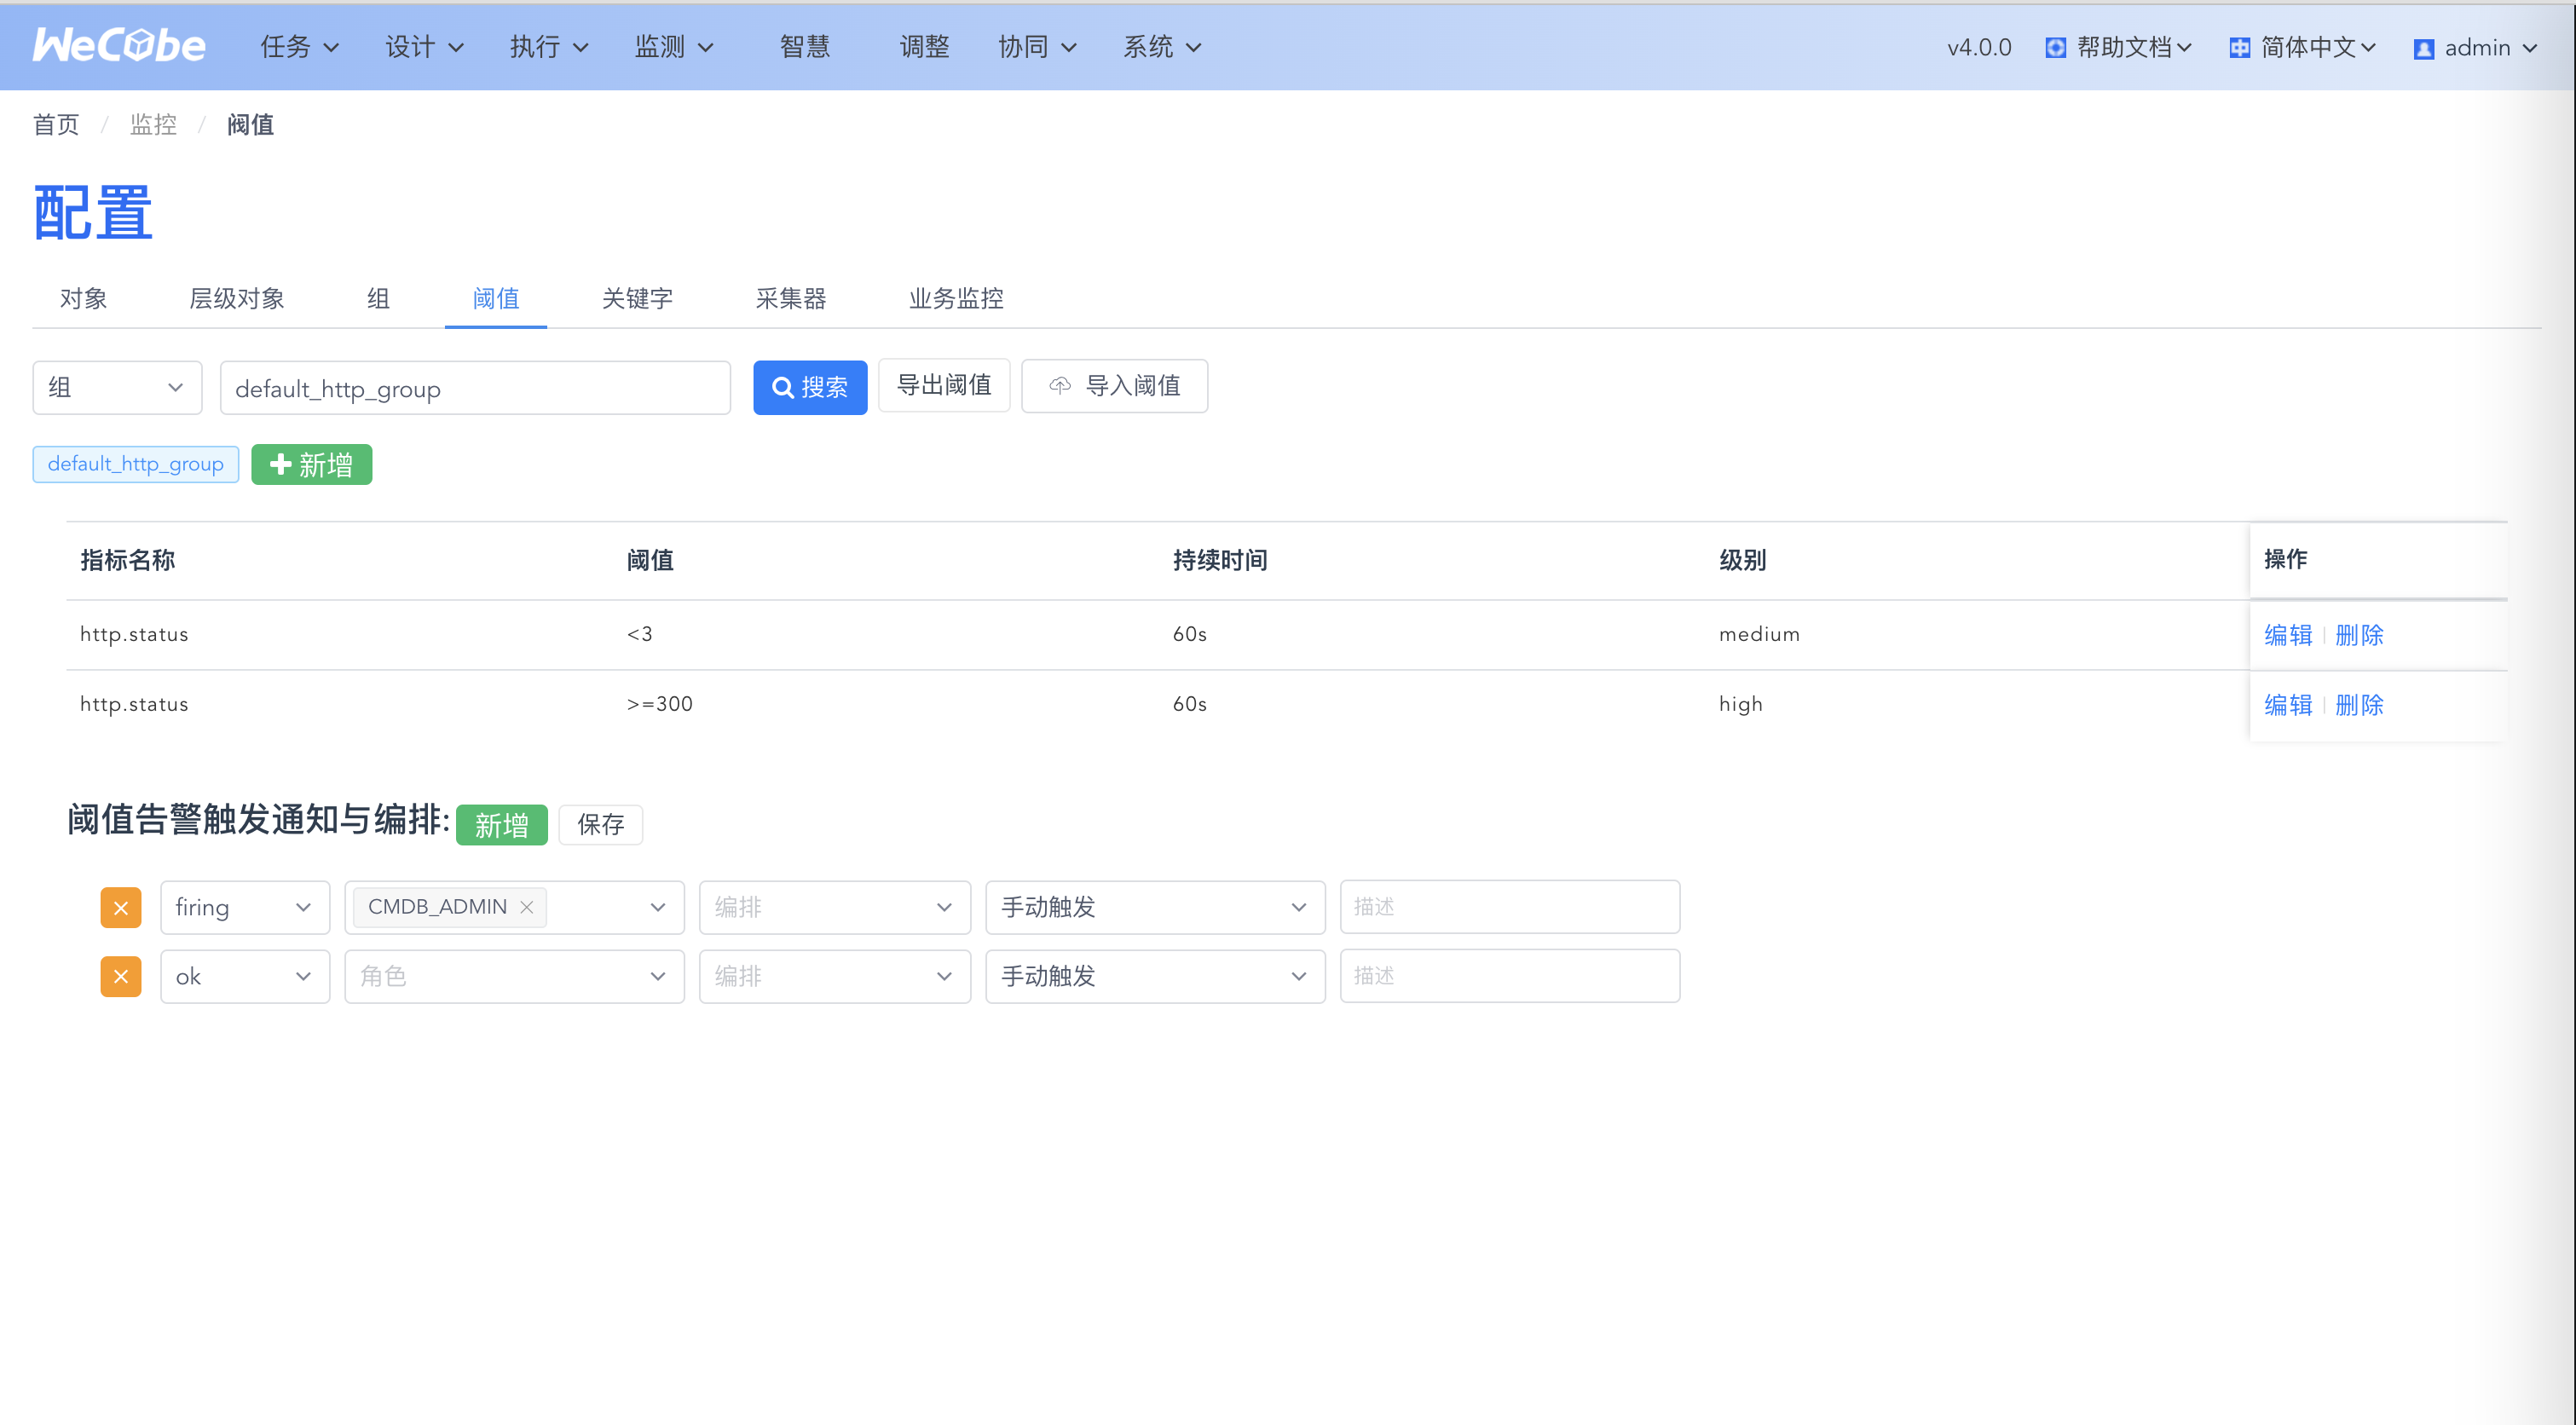 WeCube 任务 设计 执行 监测 智慧 调整 协同 系统 v4.0.0 帮助文档 简体中文 admin
首页 / 监控 / 阀值
配置
对象 层级对象 组 阈值 关键字 采集器 业务监控
组 default_http_group 搜索 导出阈值 导入阈值
default_http_group 新增
指标名称 阈值 持续时间 级别 操作
http.status <3 60s medium 编辑 删除
http.status >=300 60s high 编辑 删除
阈值告警触发通知与编排: 新增 保存
firing CMDB_ADMIN 编排 手动触发 描述
ok 角色 编排 手动触发 描述